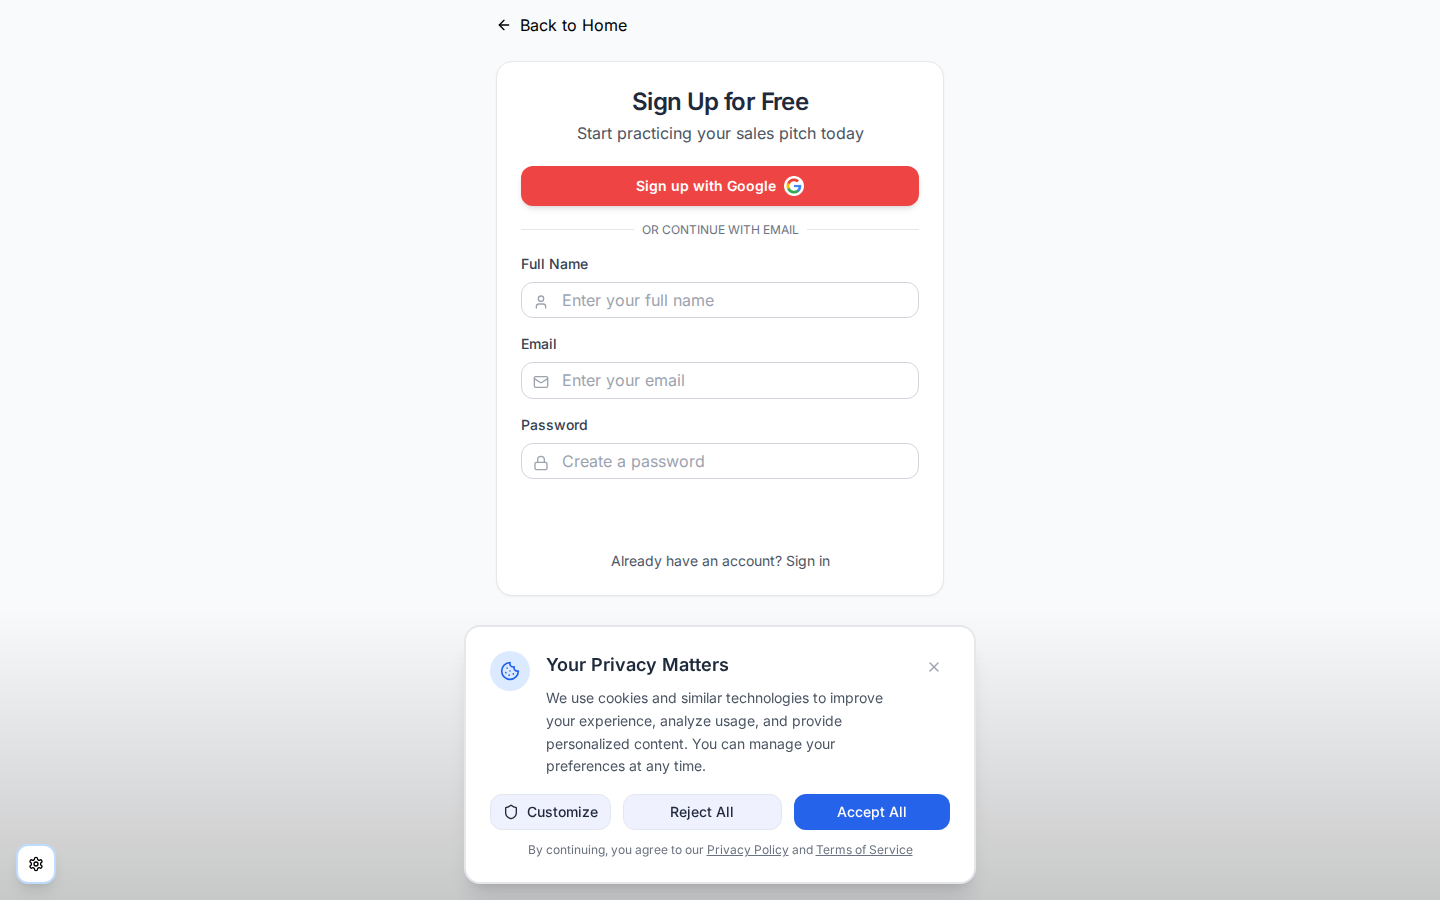 Back to Home
Sign Up for Free
Start practicing your sales pitch today
Sign up with Google
OR CONTINUE WITH EMAIL
Full Name
Enter your full name
Email
Enter your email
Password
Create a password
Already have an account? Sign in
Your Privacy Matters
We use cookies and similar technologies to improve
your experience, analyze usage, and provide
personalized content. You can manage your
preferences at any time.
Customize
Reject All
Accept All
By continuing, you agree to our Privacy Policy and Terms of Service